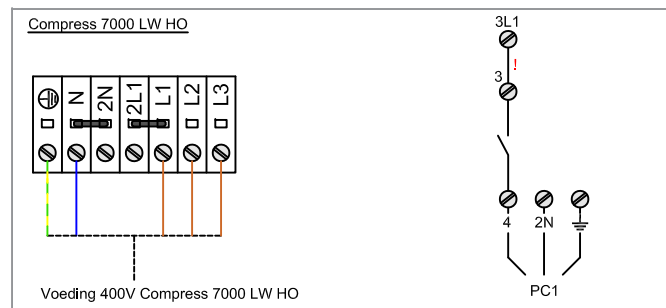 Compress 7000 LW HO
3L1
!
3
N
2N
2L1
L1
L2
L3
4
2N
PC1
Voeding 400V Compress 7000 LW HO